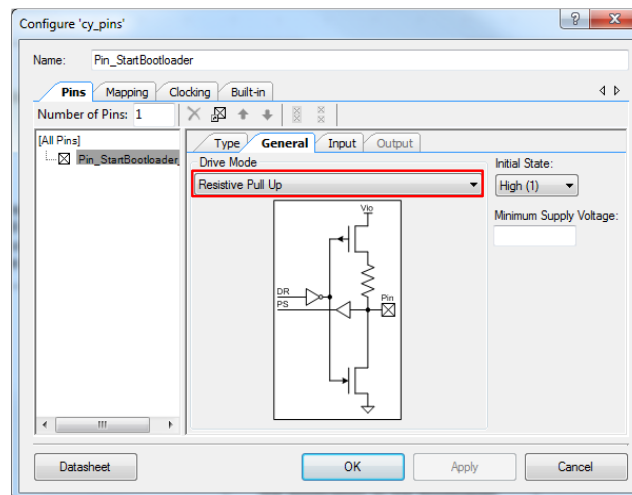 Configure 'cy_pins'
Name: Pin_StartBootloader
Pins Mapping Clocking Built-in
Number of Pins: 1
[All Pins]
Pin_StartBootloader_
Type General Input Output
Drive Mode
Initial State:
Resistive Pull Up
High (1)
Minimum Supply Voltage:
Vio
DR
PS
Pin
Datasheet
OK
Apply
Cancel